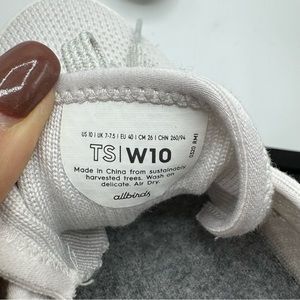 US 10 | UK 7-7.5 | EU 40 | CM 26 | CHN 260/94
TS|W10
Made in China from sustainably
harvested trees. Wash on
delicate. Air Dry.
allbirds